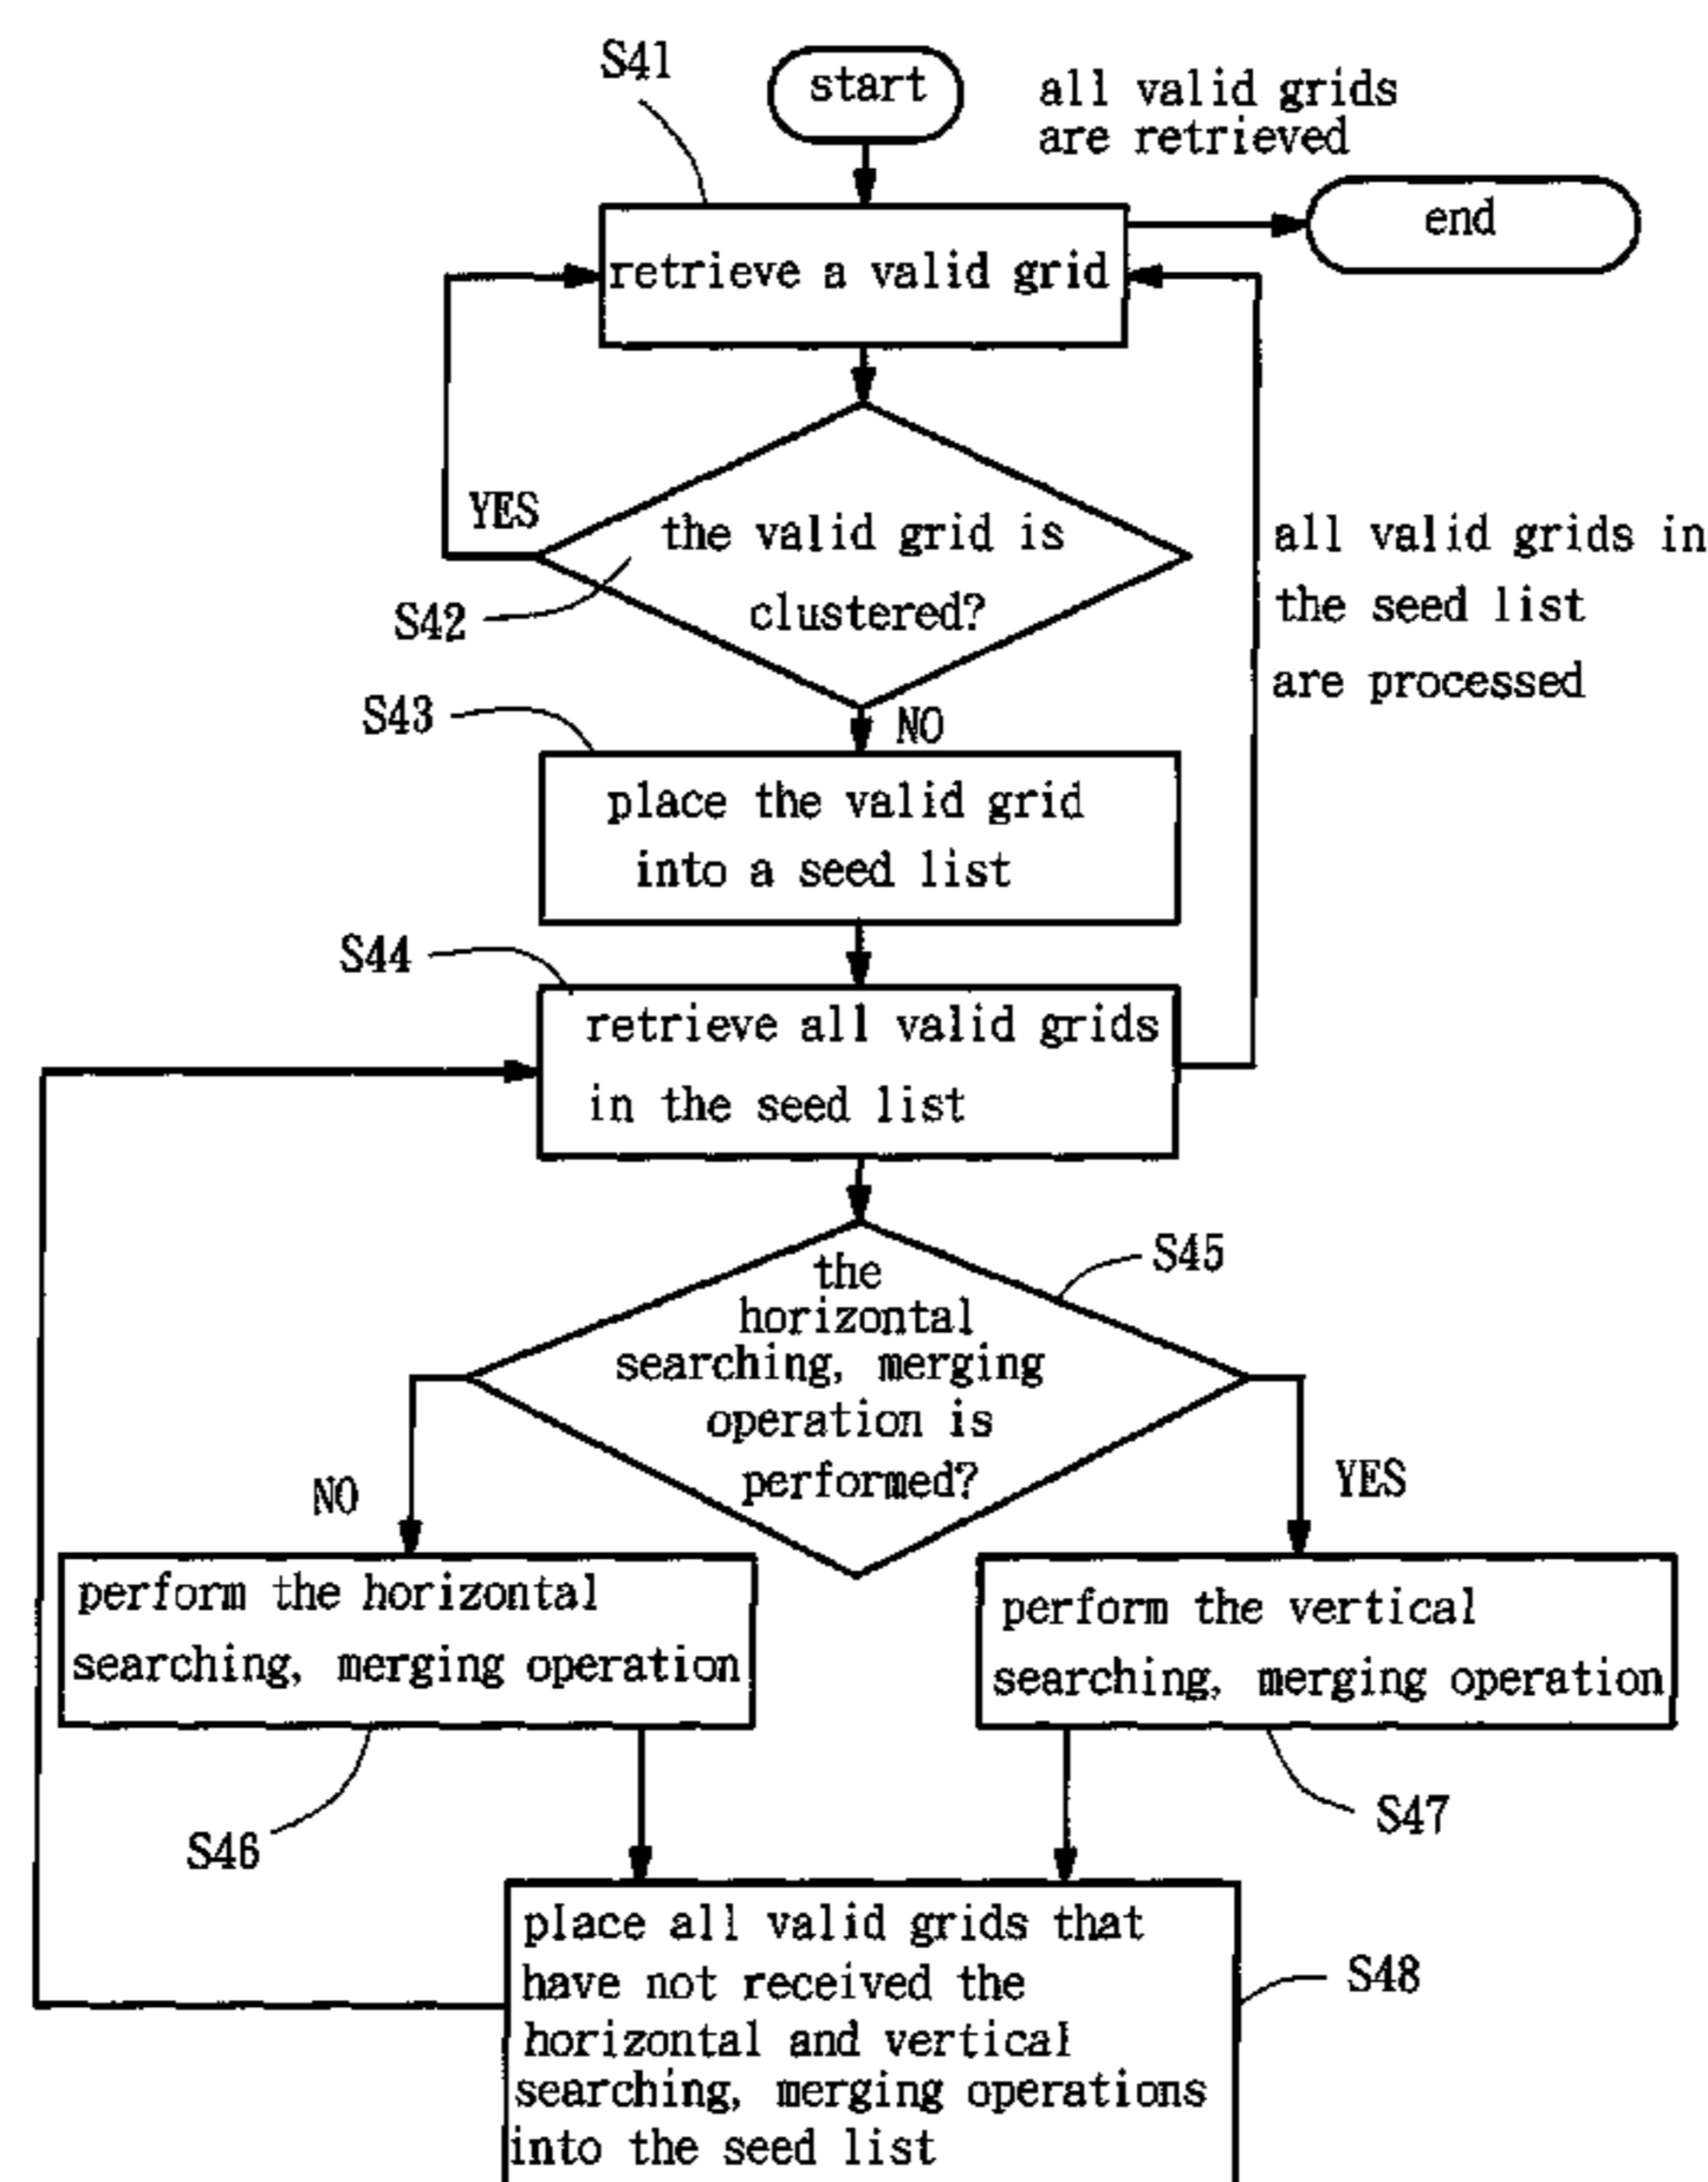 S41
start
all valid grids
are retrieved
end
retrieve a valid grid
YES
the valid grid is
clustered?
S42
all valid grids in
the seed list
are processed
S43
NO
place the valid grid
into a seed list
S44
retrieve all valid grids
in the seed list
S45
the
horizontal
searching, merging
operation is
performed?
NO
YES
perform the horizontal
searching, merging operation
perform the vertical
searching, merging operation
S46
S47
place all valid grids that
have not received the
horizontal and vertical
searching, merging operations
into the seed list
S48